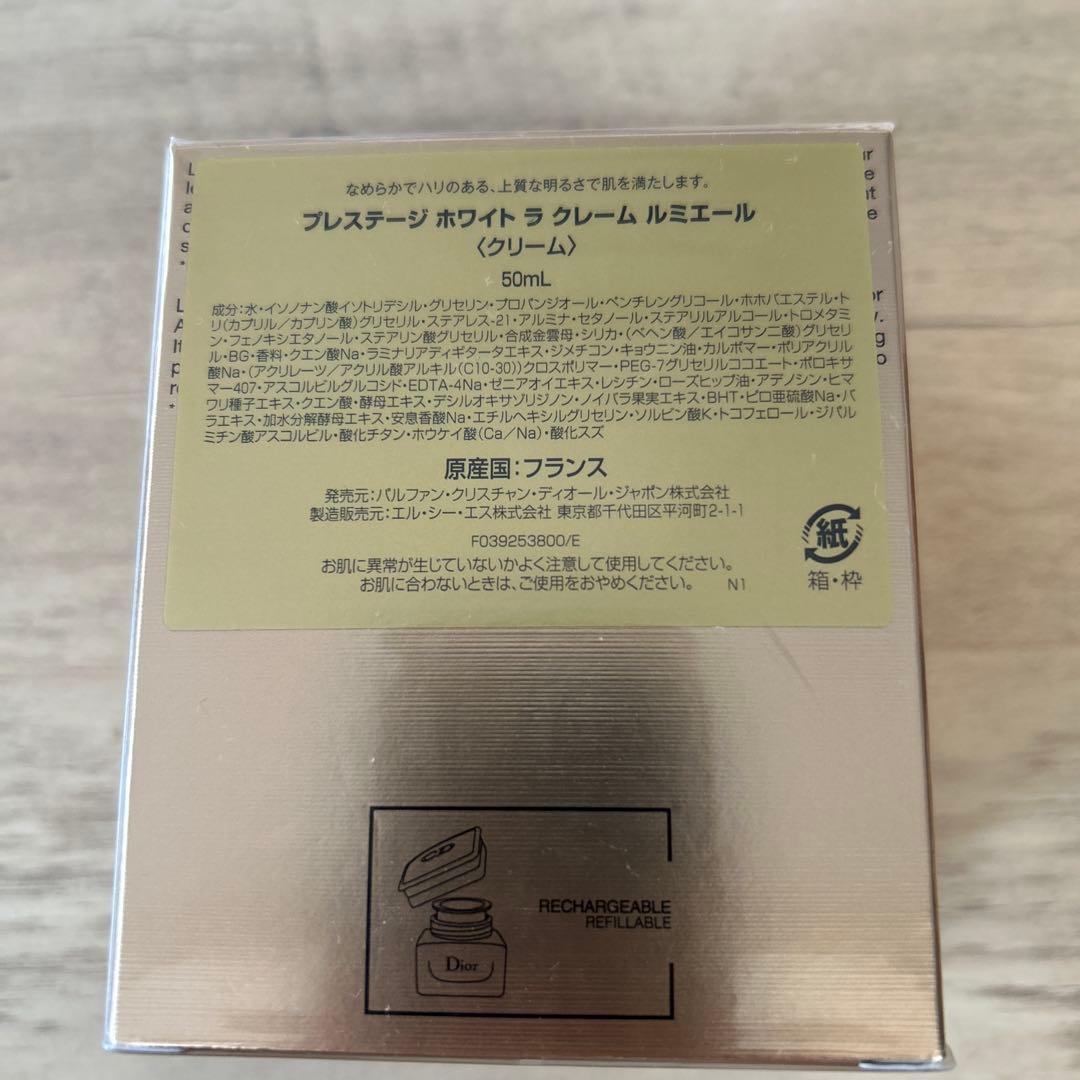 なめらかでハリのある、上質な明るさで肌を満たします。
プレステージ ホワイト ラ クレーム ルミエール
〈クリーム〉
50mL
成分：水・イソノナン酸イソトリデシル・グリセリン・プロパンジオール・ペンチレングリコール・ホホバエステル・ト
リ(カプリル／カプリン酸)グリセリル・ステアレス-21・アルミナ・セタノール・ステアリルアルコール・トロメタミ
ン・フェノキシエタノール・ステアリン酸グリセリル・合成金雲母・シリカ・(ベヘン酸／エイコサン二酸)グリセリ
ル・BG・香料・クエン酸Na・ラミナリアディギタータエキス・ジメチコン・キョウニン油・カルボマー・ポリアクリル
酸Na・(アクリレーツ／アクリル酸アルキル(C10-30))クロスポリマー・PEG-7グリセリルココエート・ポロキサ
マー407・アスコルビルグルコシド・EDTA-4Na・ゼニアオイエキス・レシチン・ローズヒップ油・アデノシン・ヒマ
ワリ種子エキス・クエン酸・酵母エキス・デシルオキサゾリジノン・ノイバラ果実エキス・BHT・ピロ亜硫酸Na・バ
ラエキス・加水分解酵母エキス・安息香酸Na・エチルヘキシルグリセリン・ソルビン酸K・トコフェロール・ジパル
ミチン酸アスコルビル・酸化チタン・ホウケイ酸(Ca／Na)・酸化スズ
原産国：フランス
発売元：パルファン・クリスチャン・ディオール・ジャポン株式会社
製造販売元：エル・シー・エス株式会社 東京都千代田区平河町2-1-1
F039253800/E
お肌に異常が生じていないかよく注意して使用してください。
お肌に合わないときは、ご使用をおやめください。 N1
紙
箱・枠
CD
RECHARGEABLE
REFILLABLE
Dior